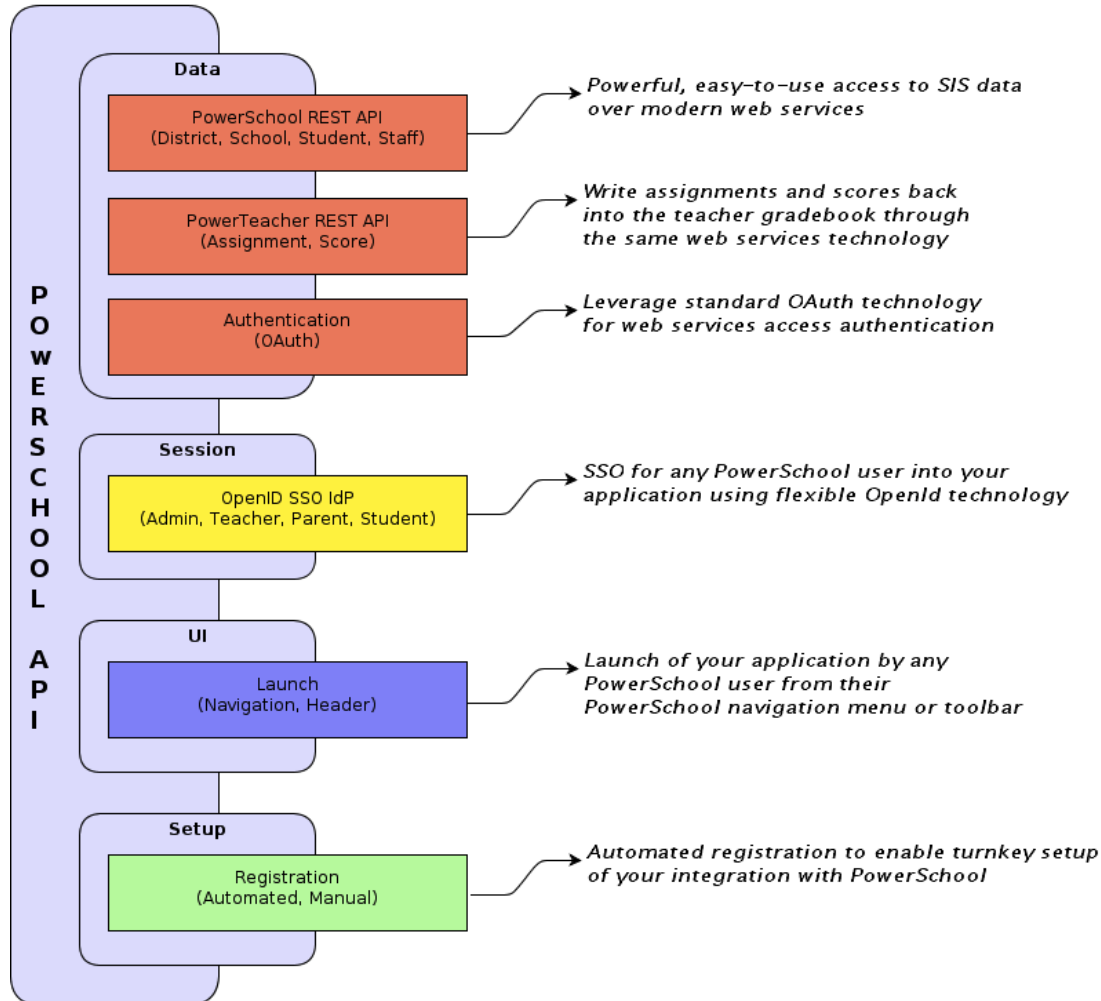 POwERSCHOOL API
Data
PowerSchool REST API
(District, School, Student, Staff)
Powerful, easy-to-use access to SIS data
over modern web services
PowerTeacher REST API
(Assignment, Score)
Write assignments and scores back
into the teacher gradebook through
the same web services technology
Authentication
(OAuth)
Leverage standard OAuth technology
for web services access authentication
Session
OpenID SSO IdP
(Admin, Teacher, Parent, Student)
SSO for any PowerSchool user into your
application using flexible OpenId technology
UI
Launch
(Navigation, Header)
Launch of your application by any
PowerSchool user from their
PowerSchool navigation menu or toolbar
Setup
Registration
(Automated, Manual)
Automated registration to enable turnkey setup
of your integration with PowerSchool